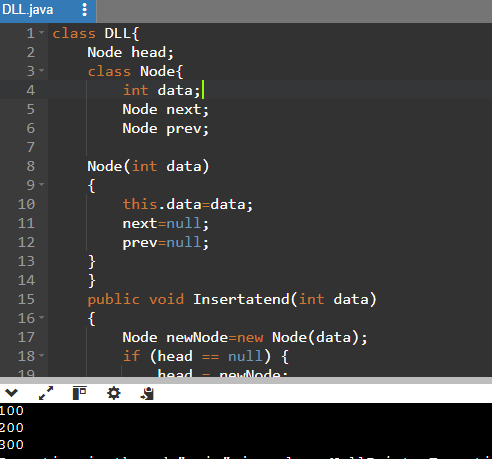 DLL.java
1 class DLL{
2 Node head;
3 class Node{
4 int data;
5 Node next;
6 Node prev;
7
8 Node(int data)
9 {
10 this.data=data;
11 next=null;
12 prev=null;
13 }
14 }
15 public void Insertatend(int data)
16 {
17 Node newNode=new Node(data);
18 if (head == null) {
19 head = newNode;
100
200
300